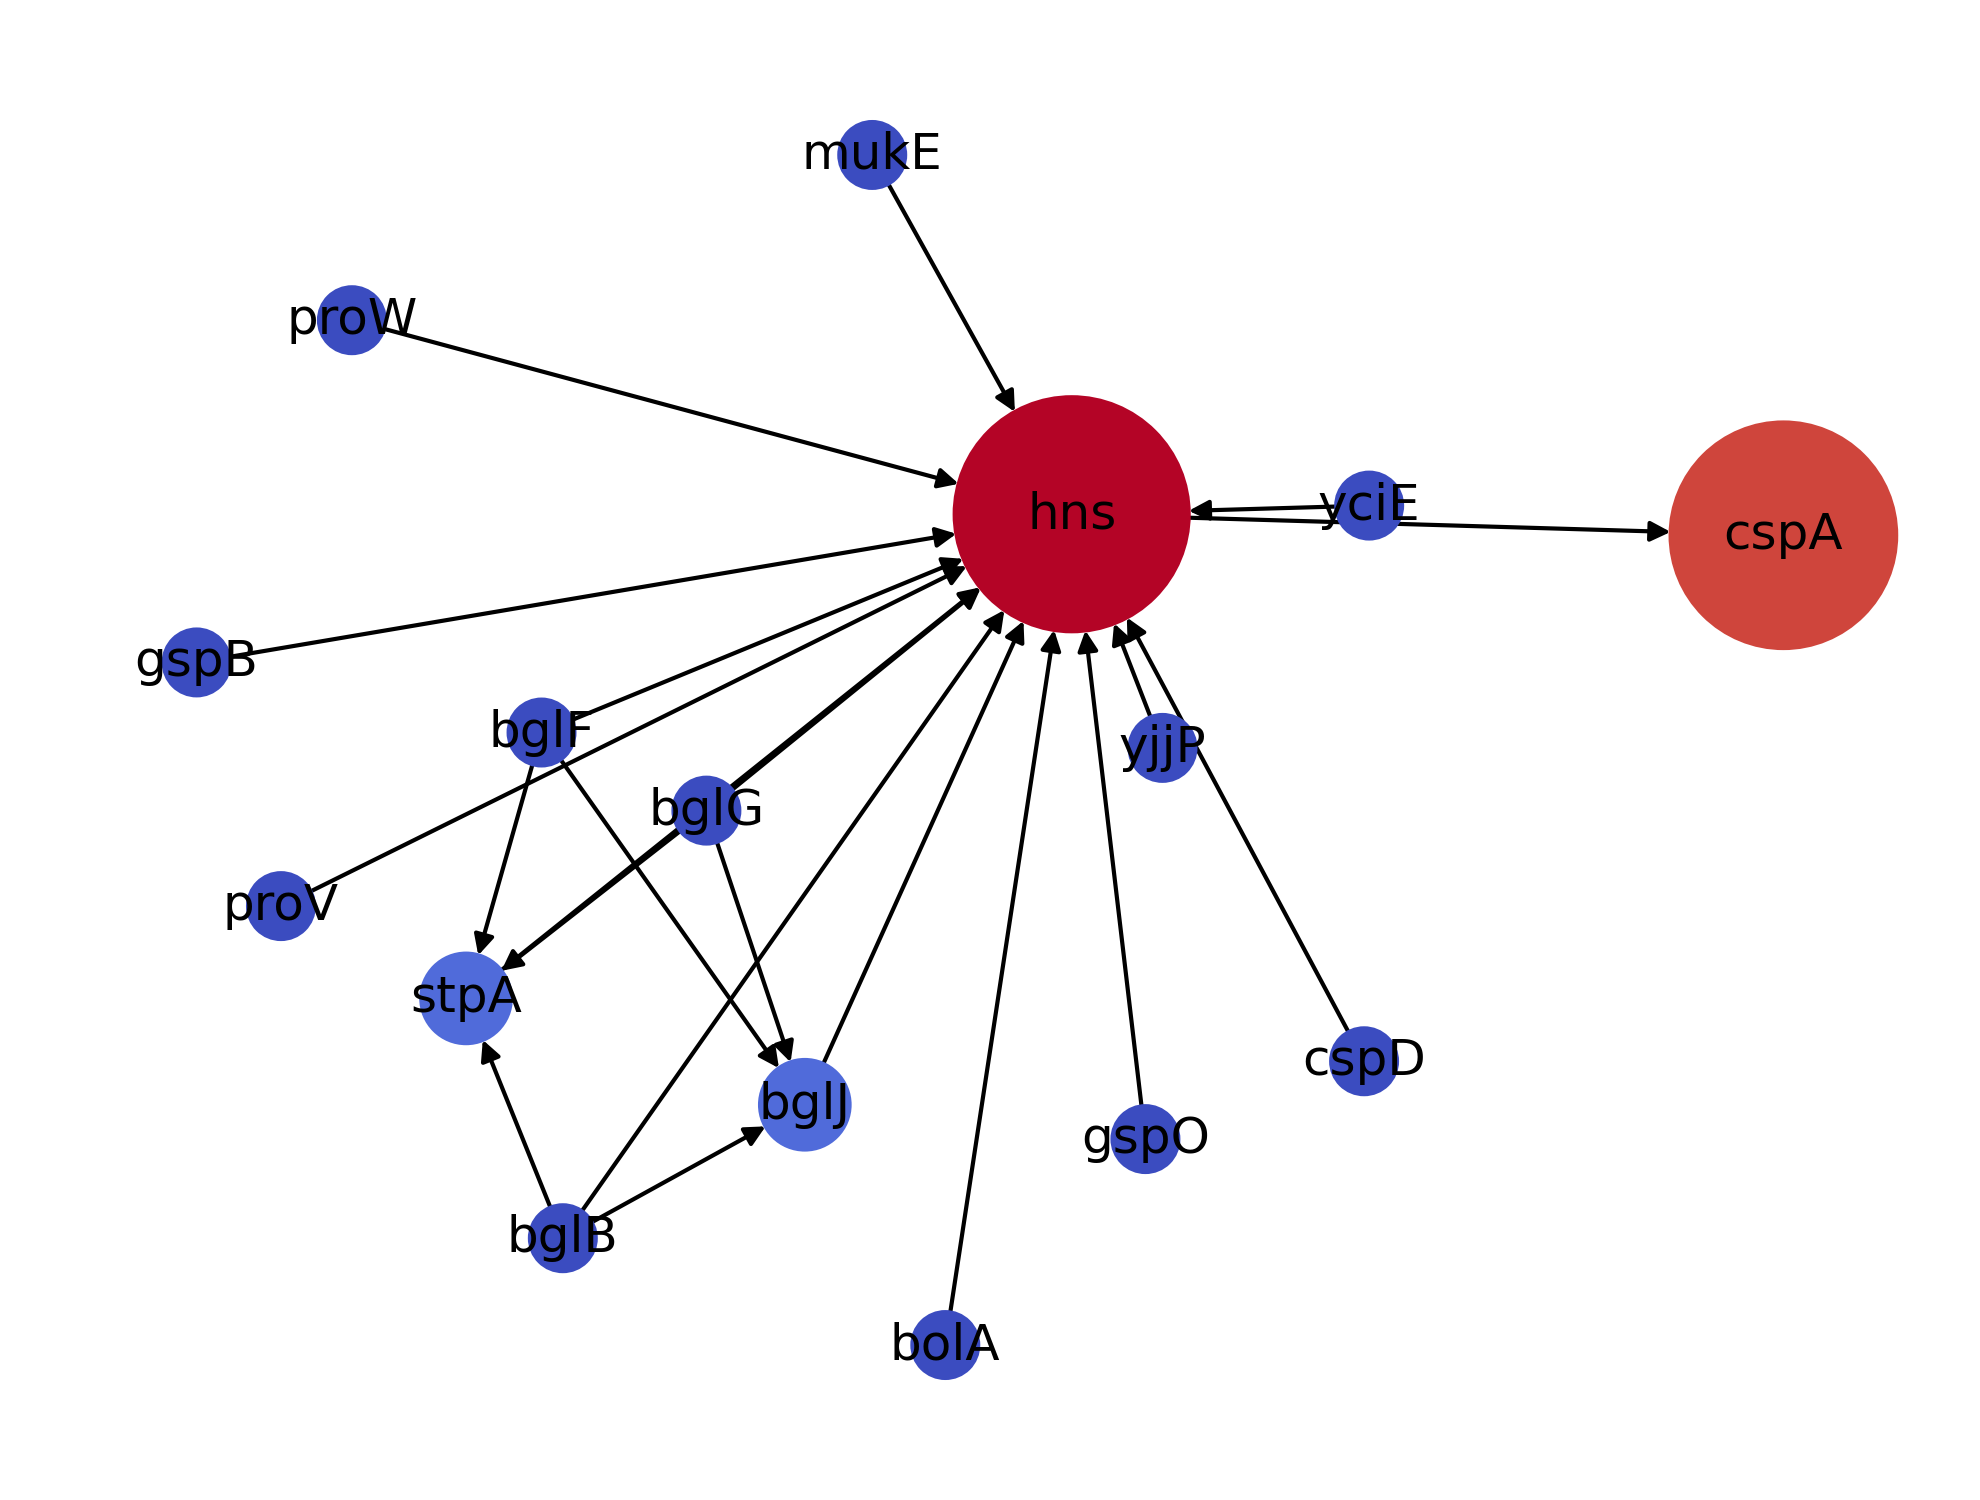 mukE
proW
hns
yciE
cspA
gspB
bglF
yjjP
bglG
proV
stpA
cspD
bglJ
gspO
bglB
bolA